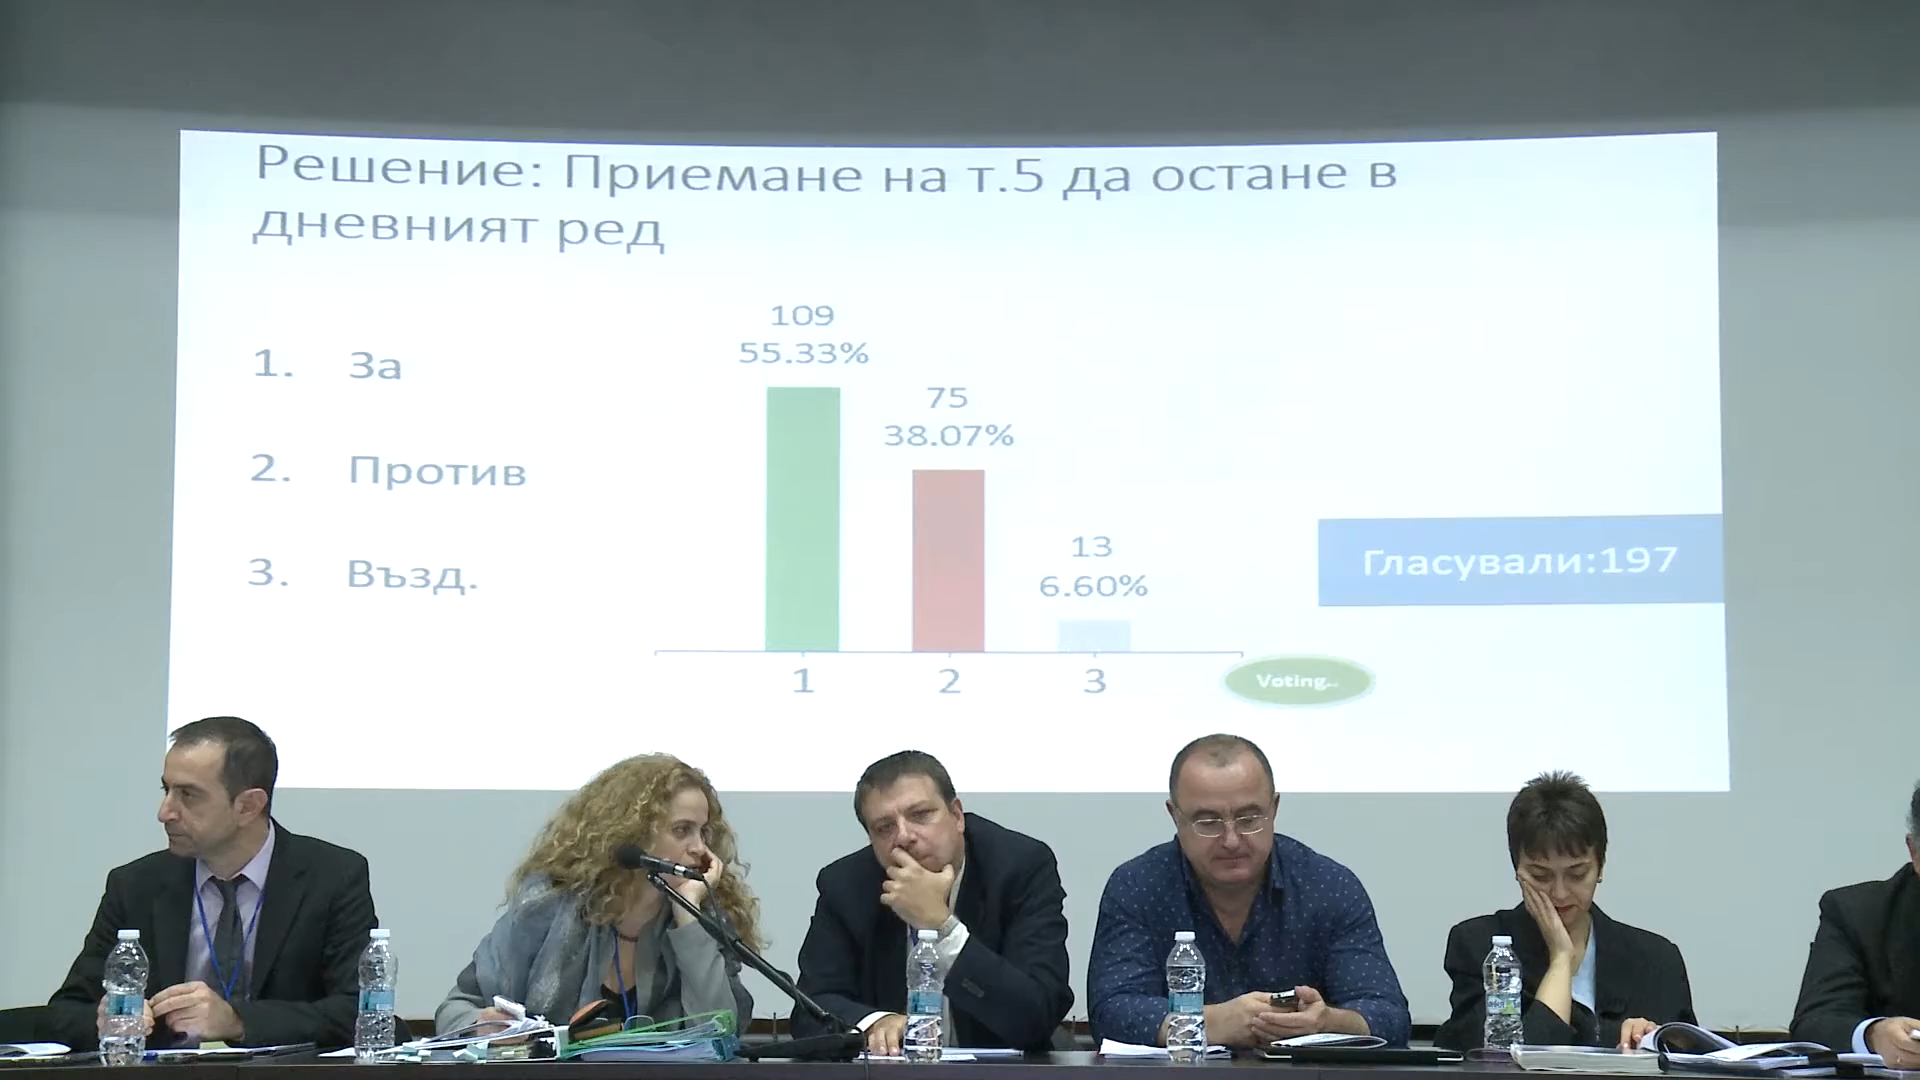 Решение: Приемане на т.5 да остане в
дневният ред
1. За
2. Против
3. Възд.
109
55.33%
75
38.07%
13
6.60%
1 2 3
Гласували:197
Voting...